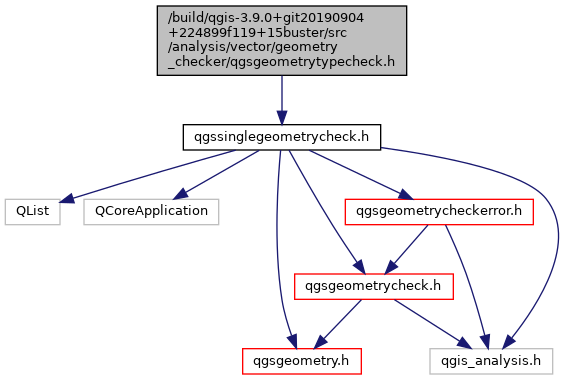 /build/qgis-3.9.0+git20190904
+224899f119+15buster/src
/analysis/vector/geometry
_checker/qgsgeometrytypecheck.h
qgssinglegeometrycheck.h
QList
QCoreApplication
qgsgeometrycheckerror.h
qgsgeometrycheck.h
qgsgeometry.h
qgis_analysis.h